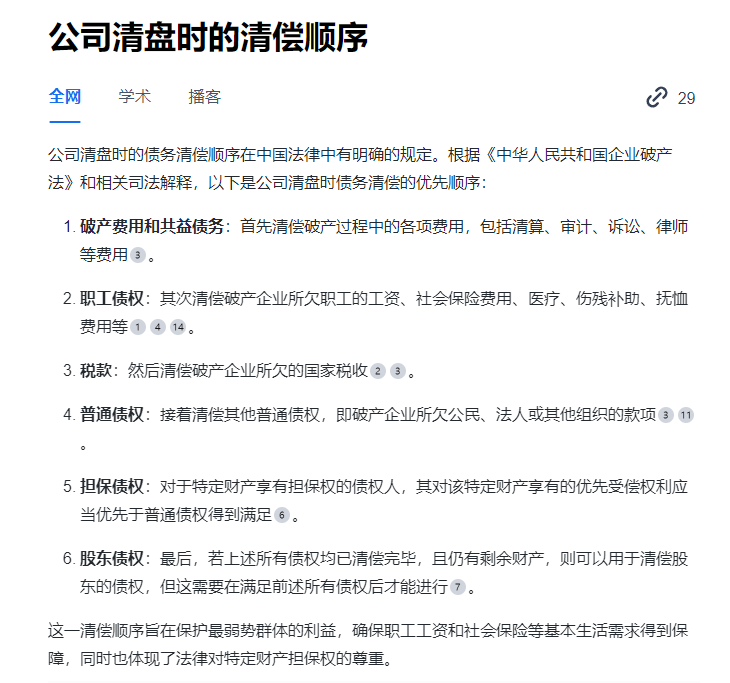 公司清盘时的清偿顺序
全网 学术 播客 29
公司清盘时的债务清偿顺序在中国法律中有明确的规定。根据《中华人民共和国企业破产
法》和相关司法解释，以下是公司清盘时债务清偿的优先顺序：
1. 破产费用和共益债务：首先清偿破产过程中的各项费用，包括清算、审计、诉讼、律师
等费用 3 。
2. 职工债权：其次清偿破产企业所欠职工的工资、社会保险费用、医疗、伤残补助、抚恤
费用等 1 4 14 。
3. 税款：然后清偿破产企业所欠的国家税收 2 3 。
4. 普通债权：接着清偿其他普通债权，即破产企业所欠公民、法人或其他组织的款项 3 11
。
5. 担保债权：对于特定财产享有担保权的债权人，其对该特定财产享有的优先受偿权利应
当优先于普通债权得到满足 6 。
6. 股东债权：最后，若上述所有债权均已清偿完毕，且仍有剩余财产，则可以用于清偿股
东的债权，但这需要在满足前述所有债权后才能进行 7 。
这一清偿顺序旨在保护最弱势群体的利益，确保职工工资和社会保险等基本生活需求得到保
障，同时也体现了法律对特定财产担保权的尊重。